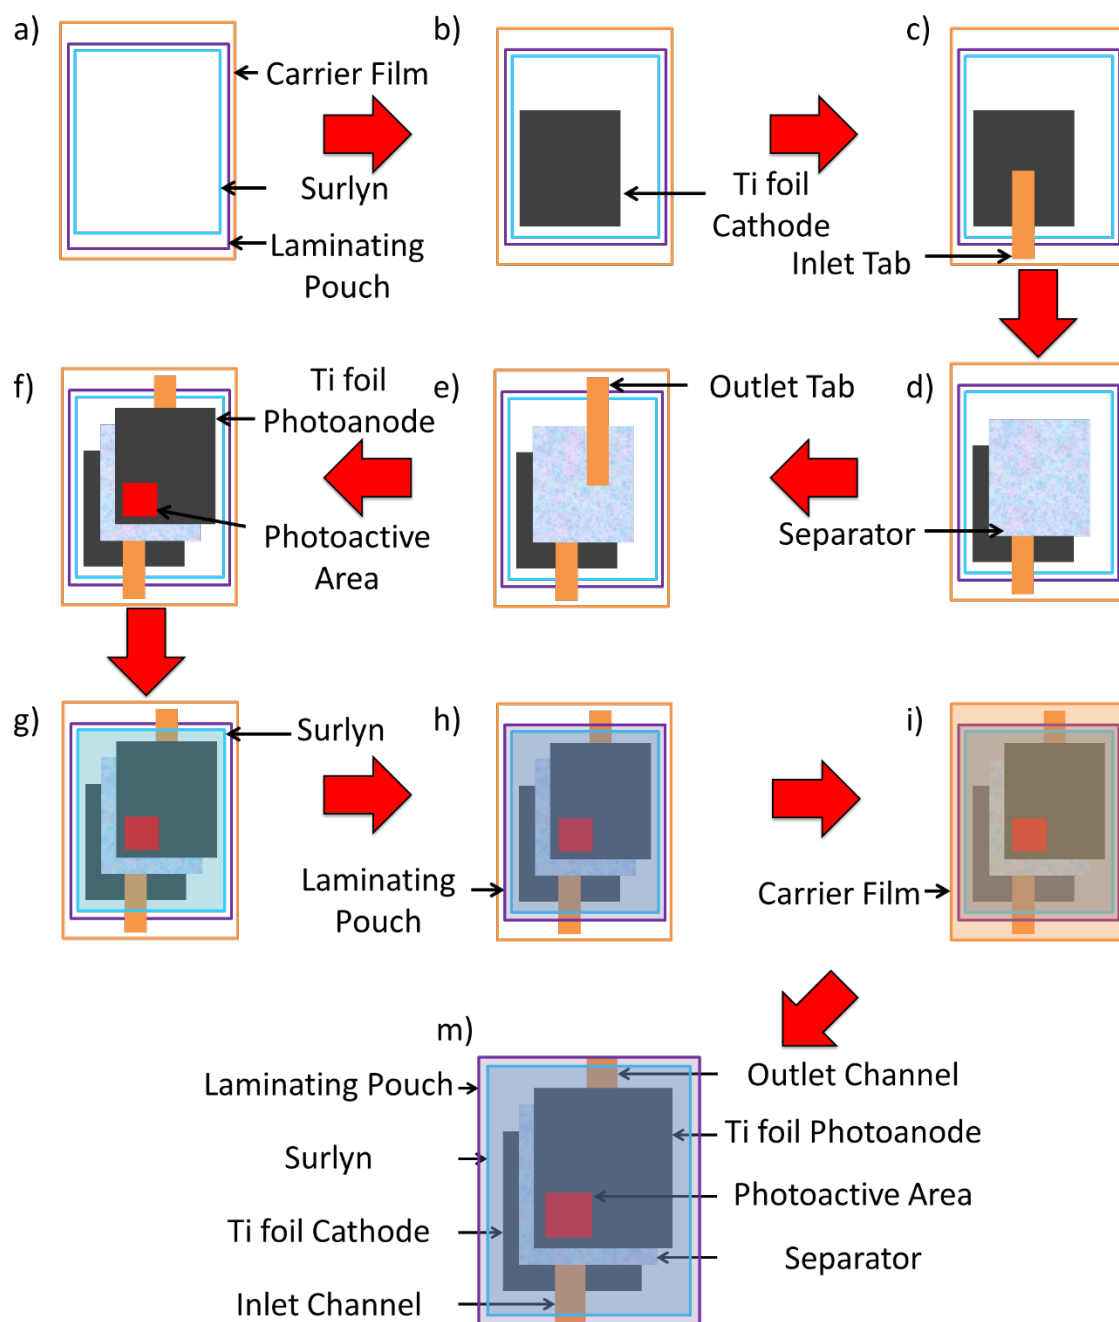 a)
Carrier Film
Surlyn
Laminating
Pouch
b)
Ti foil
Cathode
c)
Inlet Tab
f)
Ti foil
Photoanode
Photoactive
Area
e)
Outlet Tab
d)
Separator
g)
Surlyn
h)
Laminating
Pouch
i)
Carrier Film
m)
Laminating Pouch
Surlyn
Ti foil Cathode
Inlet Channel
Outlet Channel
Ti foil Photoanode
Photoactive Area
Separator